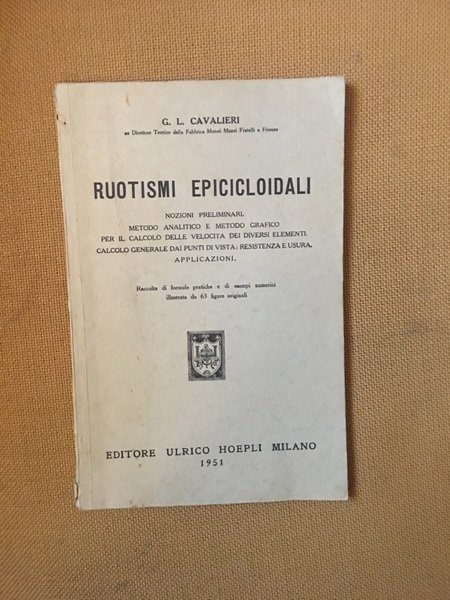 G. L. CAVALIERI
ex Direttore Tecnico della Fabbrica Motori Muzzi Fratelli a Firenze
RUOTISMI EPICICLOIDALI
NOZIONI PRELIMINARI.
METODO ANALITICO E METODO GRAFICO
PER IL CALCOLO DELLE VELOCITA DEI DIVERSI ELEMENTI.
CALCOLO GENERALE DAI PUNTI DI VISTA: RESISTENZA E USURA.
APPLICAZIONI.
Raccolta di formule pratiche e di esempi numerici
illustrata da 63 figure originali
EDITORE ULRICO HOEPLI MILANO
1951